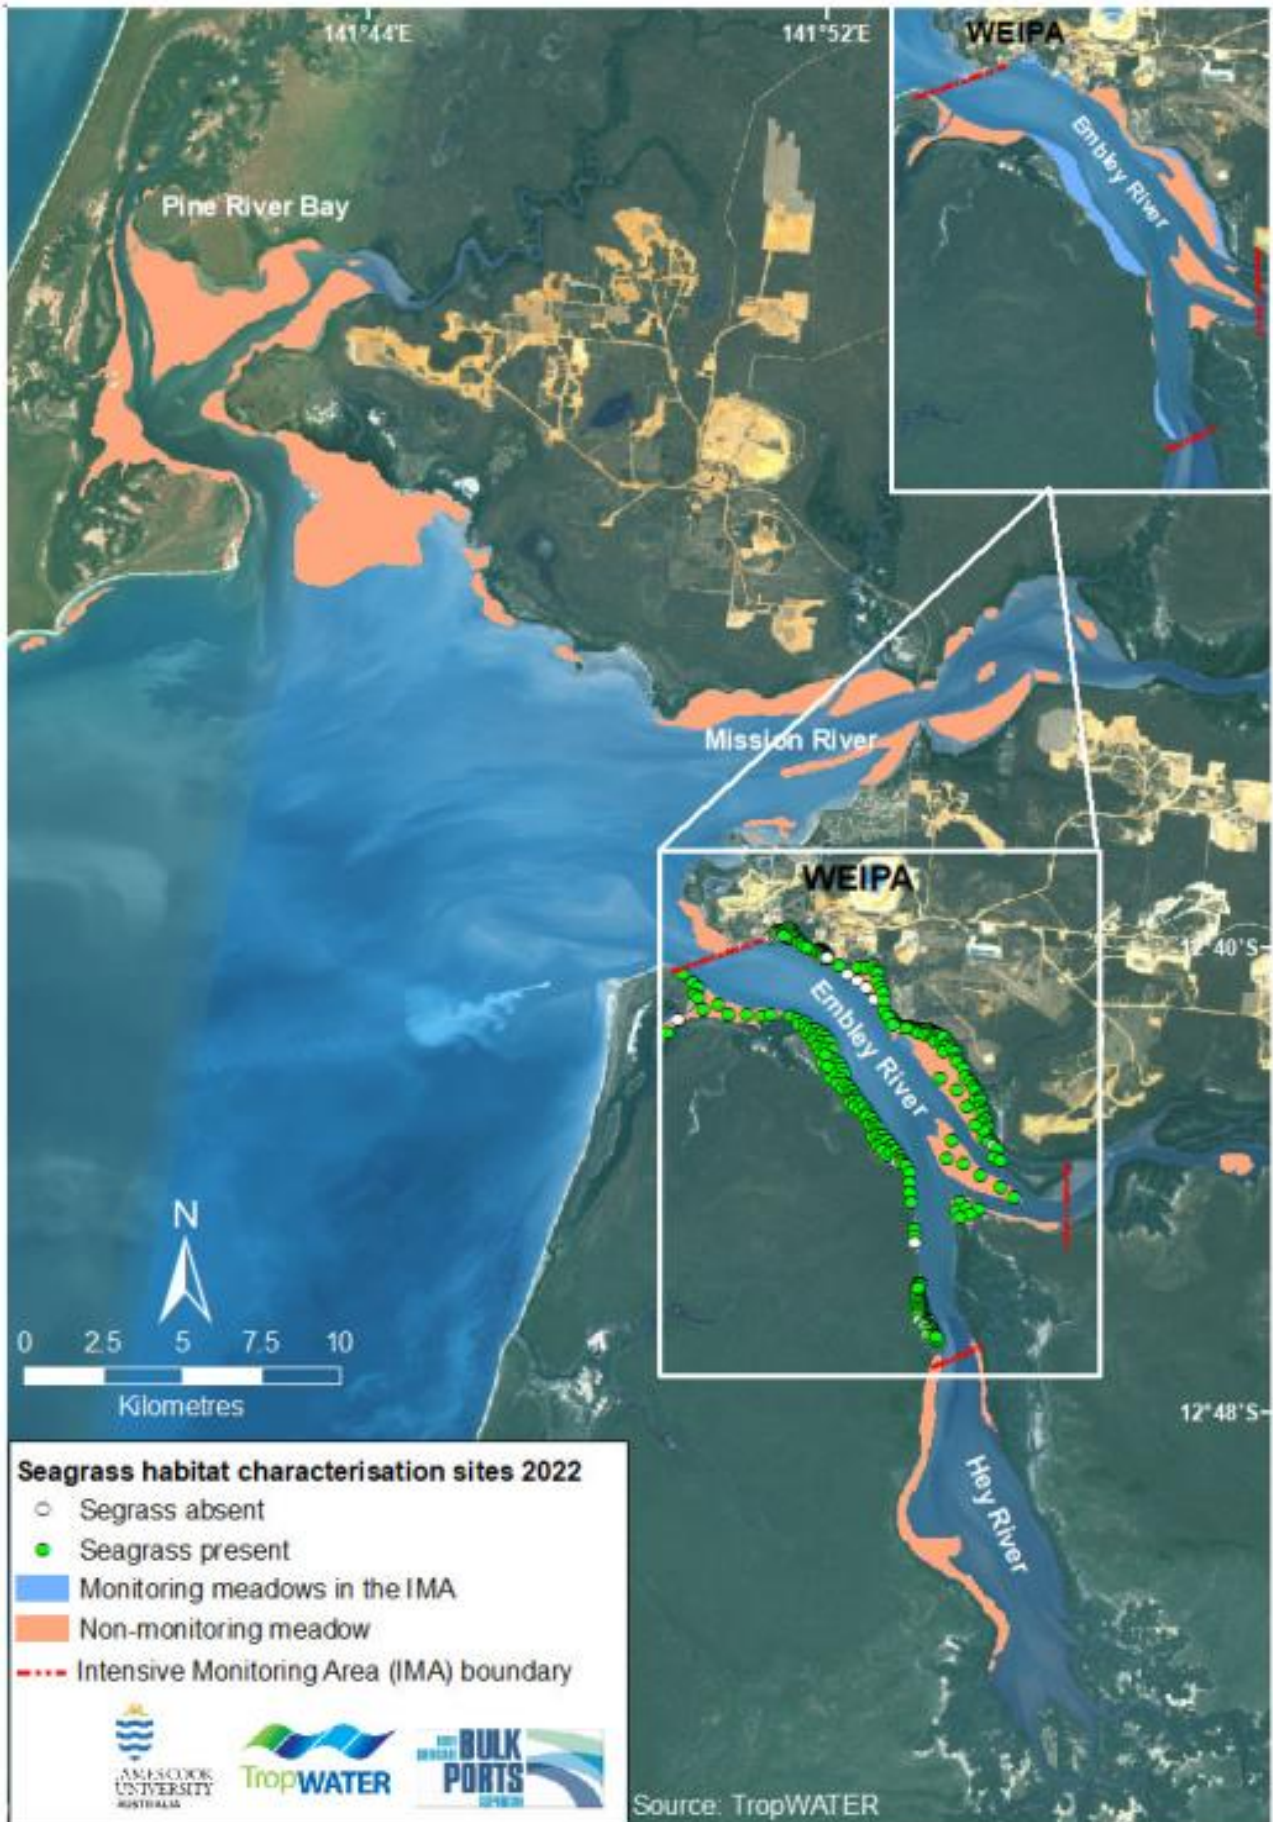 141°44'E
141°52'E
WEIPA
Embley River
Pine River Bay
Mission River
WEIPA
12°40'S
Embley River
N
0 2.5 5 7.5 10
Kilometres
12°48'S
Hey River
Seagrass habitat characterisation sites 2022
Segrass absent
Seagrass present
Monitoring meadows in the IMA
Non-monitoring meadow
Intensive Monitoring Area (IMA) boundary
JAMES COOK
UNIVERSITY
AUSTRALIA
TropWATER
BULK
PORTS
Source: TropWATER